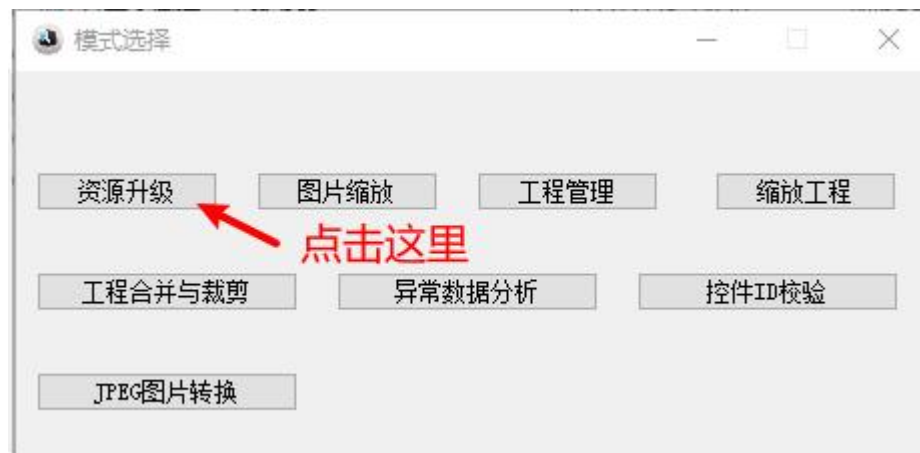 模式选择
资源升级 图片缩放 工程管理 缩放工程
点击这里
工程合并与裁剪 异常数据分析 控件ID校验
JPEG图片转换